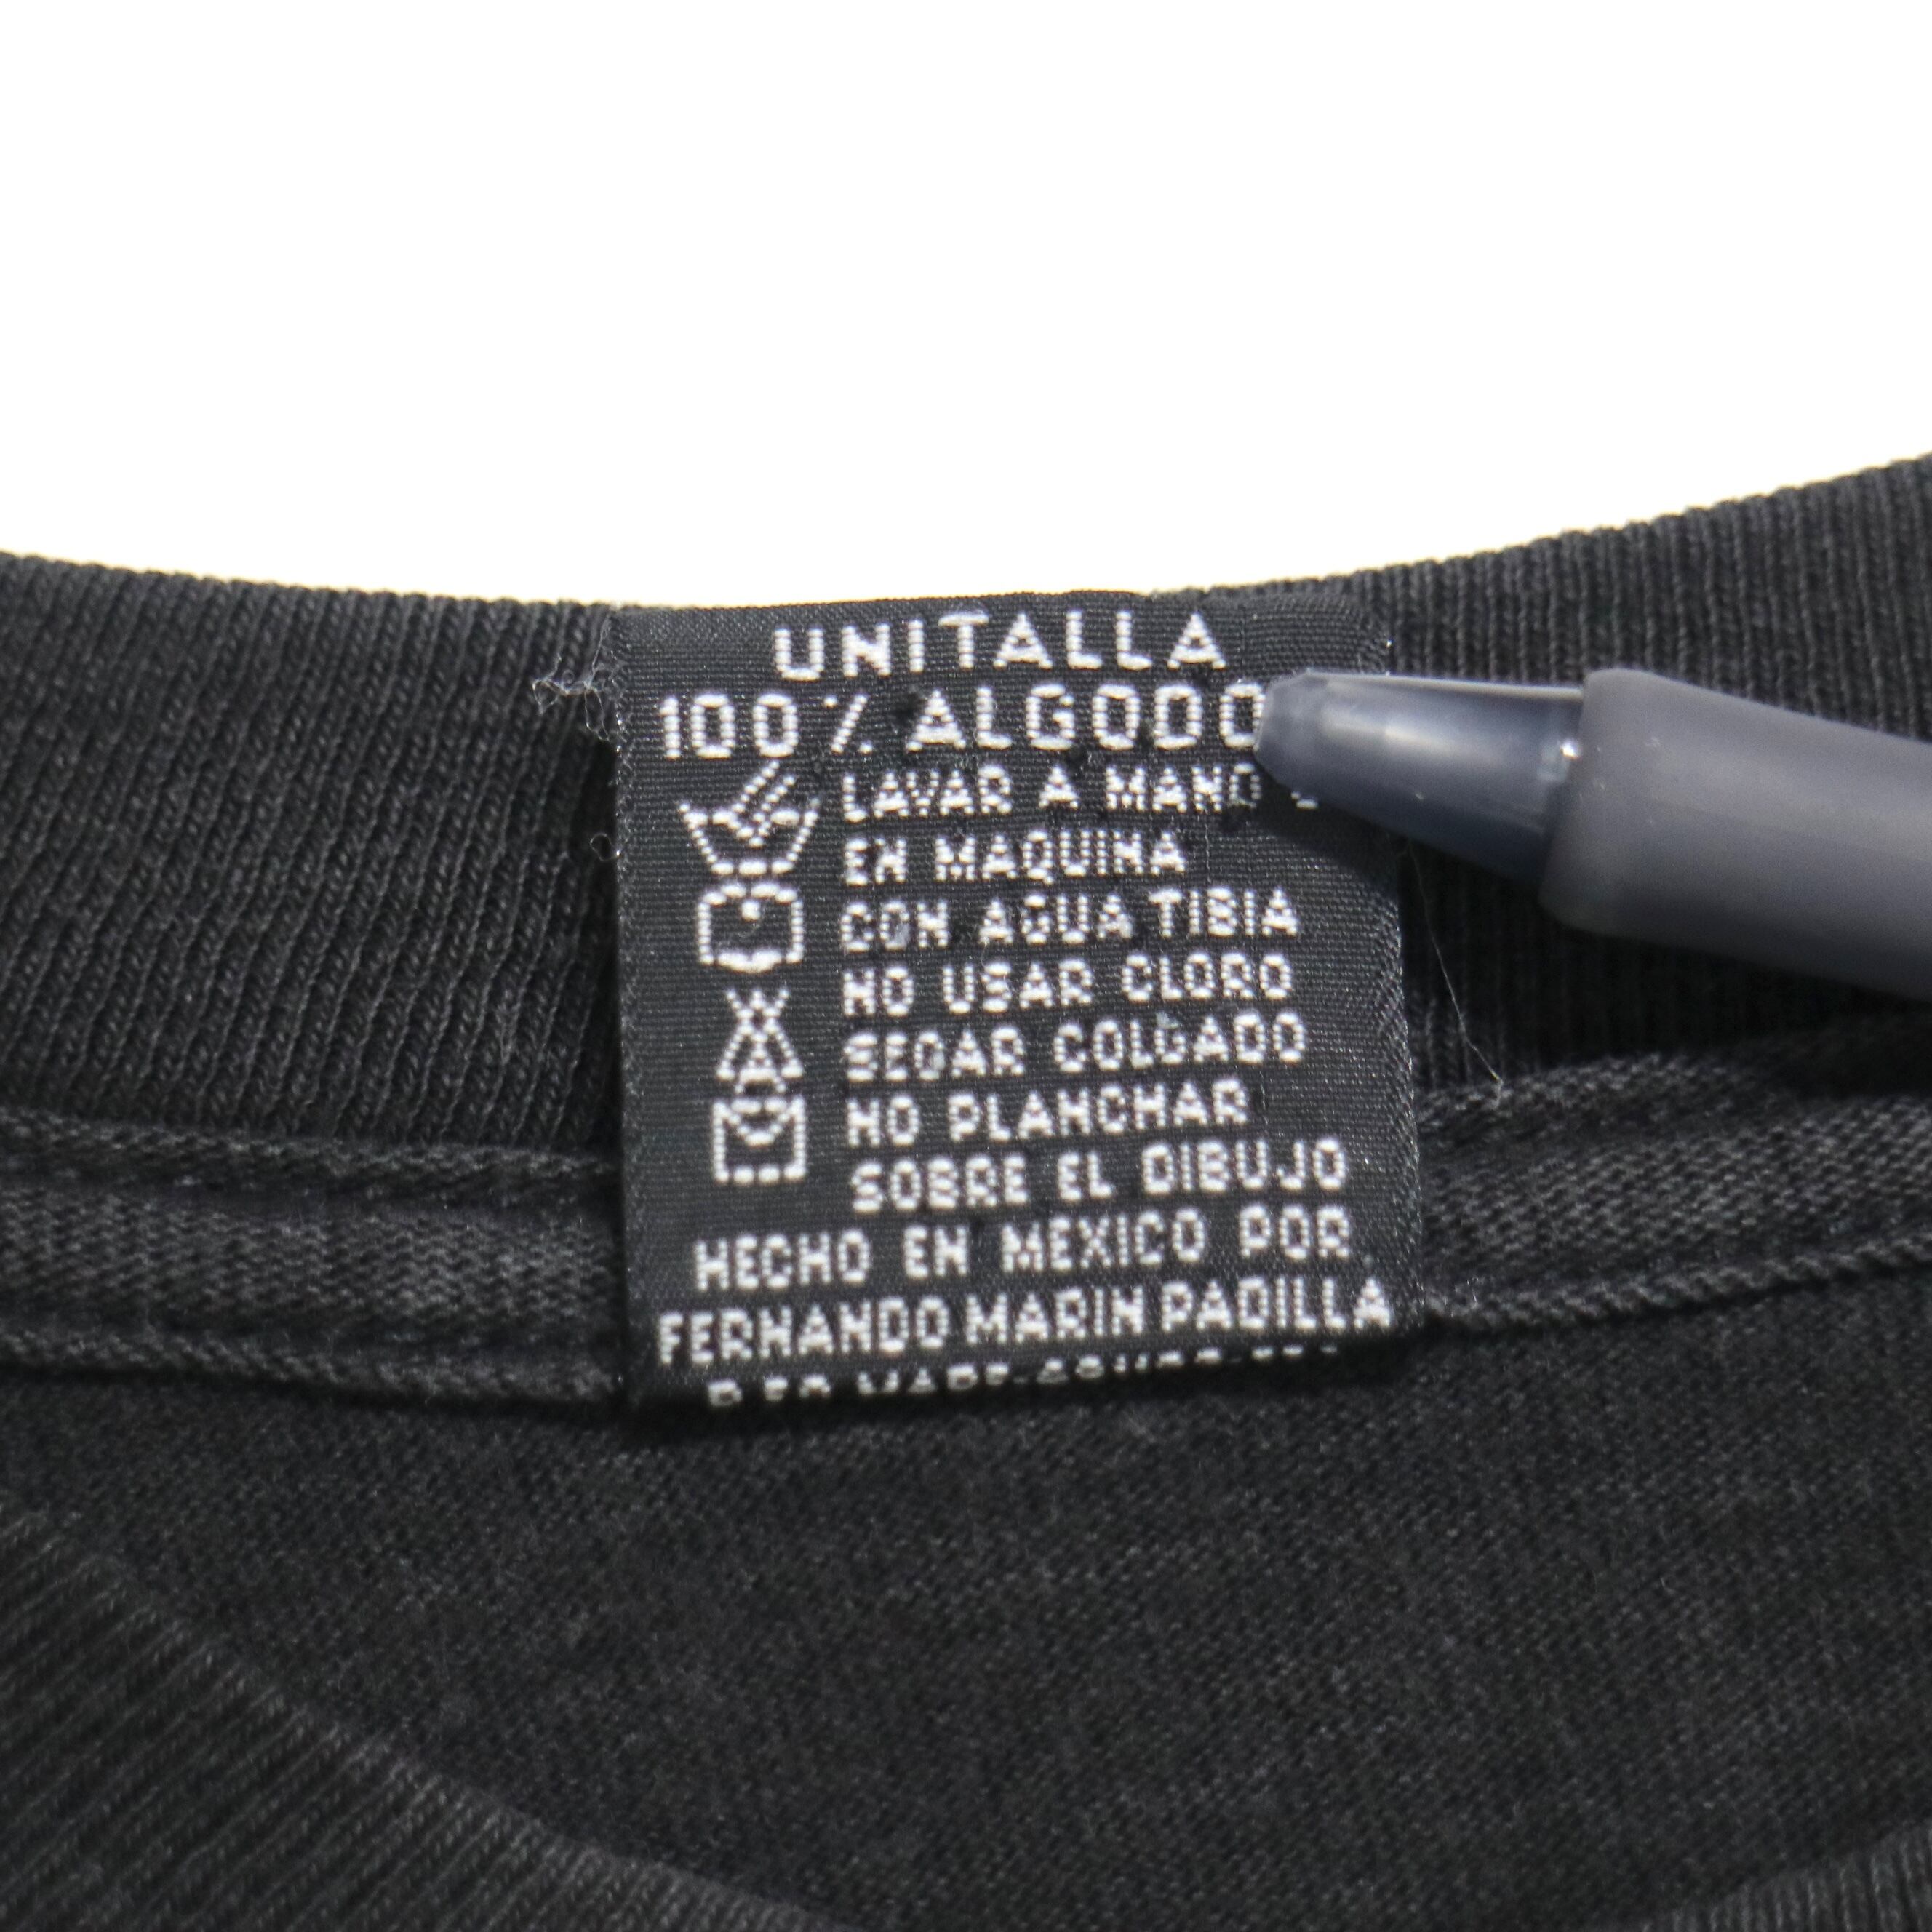 UNITALLA
100% ALGODO
LAVAR A MANO
EN MAQUINA
CON AGUA TIBIA
NO USAR CLORO
SECAR COLGADO
NO PLANCHAR
SOBRE EL DIBUJO
HECHO EN MEXICO POR
FERNANDO MARIN PADILLA